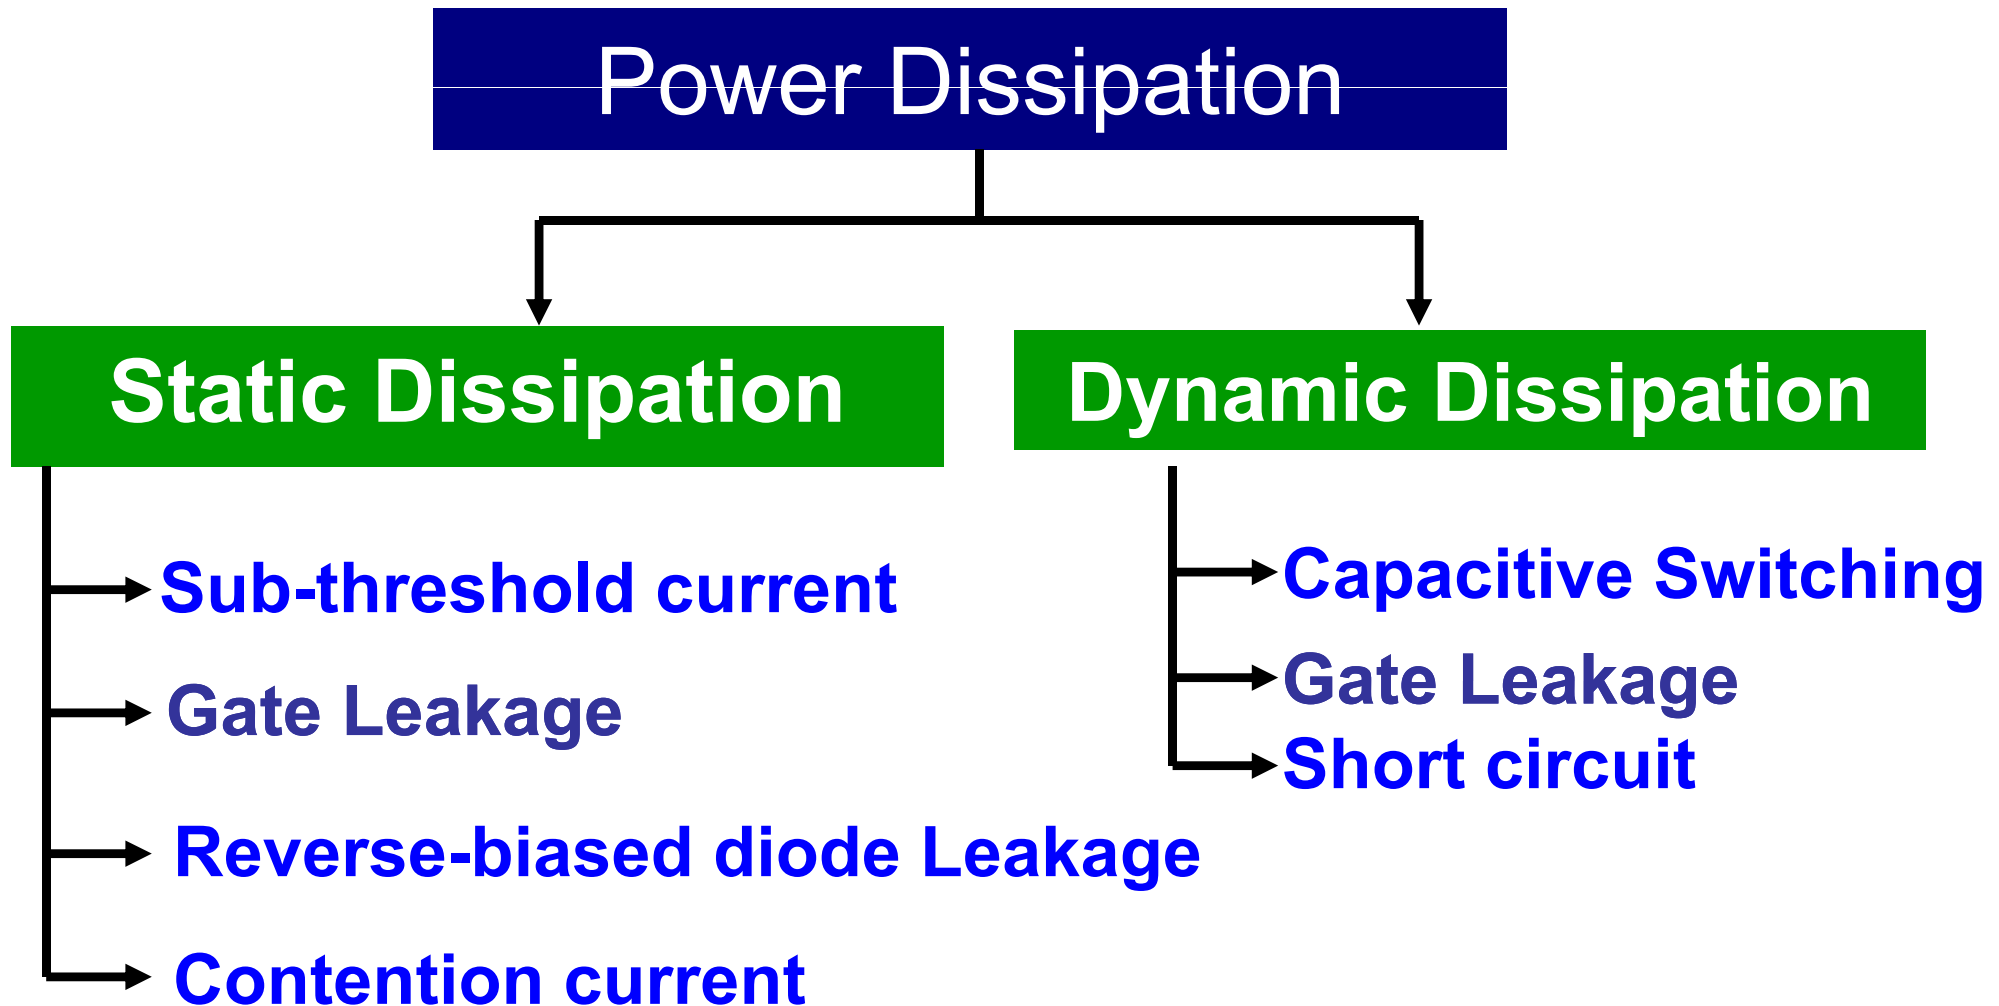 Power Dissipation
Static Dissipation
Sub-threshold current
Gate Leakage
Reverse-biased diode Leakage
Contention current
Dynamic Dissipation
Capacitive Switching
Gate Leakage
Short circuit